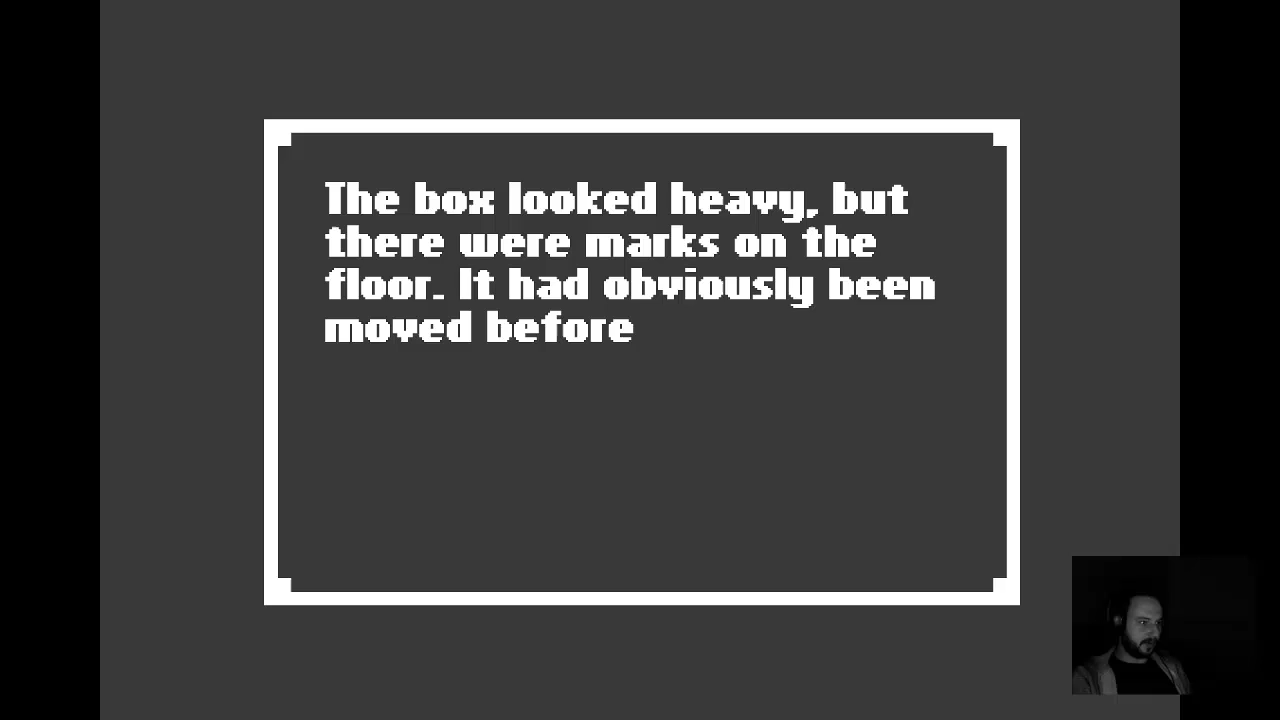 The box looked heavy, but
there were marks on the
floor. It had obviously been
moved before